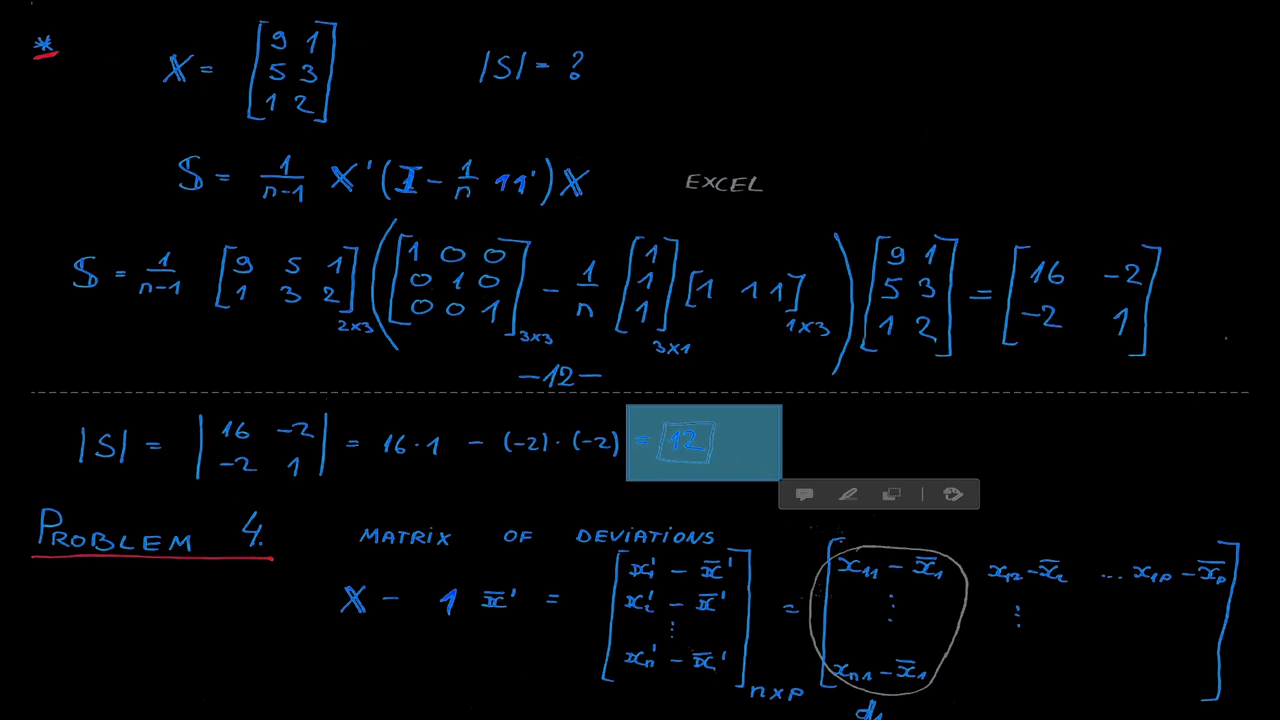 *
X = [9 1; 5 3; 1 2]    |S| = ?
S = 1/(n-1) X'(I - 1/n 11')X    EXCEL
S = 1/(n-1) [9 5 1; 1 3 2]2x3 ([1 0 0; 0 1 0; 0 0 1]3x3 - 1/n [1; 1; 1]3x1 [1 1 1]1x3) [9 1; 5 3; 1 2] = [16 -2; -2 1]
-12-
|S| = |16 -2; -2 1| = 16·1 - (-2)·(-2) = 12
PROBLEM 4.    MATRIX OF DEVIATIONS
X - 1 x̄' = [x1' - x̄'; x2' - x̄'; ⋮; xn' - x̄']nxp = [x11 - x̄1 x12 - x̄2 ... x1p - x̄p; ⋮ ⋮; xn1 - x̄1]
d1